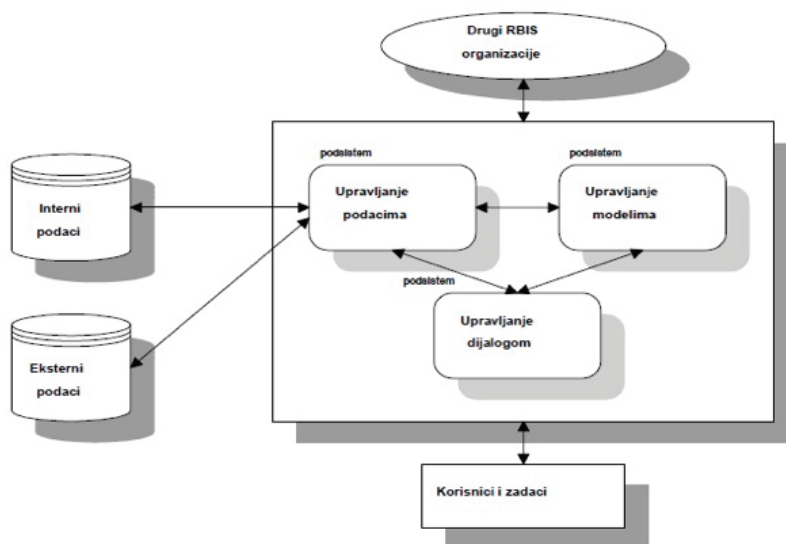 Drugi RBIS
organizacije
podsistem
podsistem
Upravljanje
podacima
Upravljanje
modelima
Interni
podaci
podsistem
Upravljanje
dijalogom
Eksterni
podaci
Korisnici i zadaci